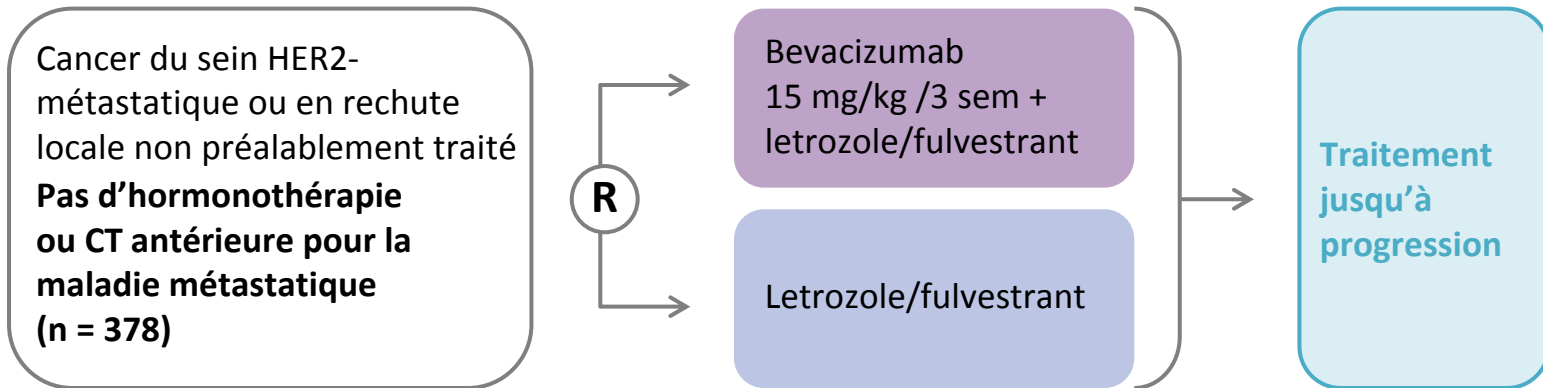 Cancer du sein HER2-
métastatique ou en rechute
locale non préalablement traité
Pas d’hormonothérapie
ou CT antérieure pour la
maladie métastatique
(n = 378)
R
Bevacizumab
15 mg/kg /3 sem +
letrozole/fulvestrant
Letrozole/fulvestrant
Traitement
jusqu’à
progression